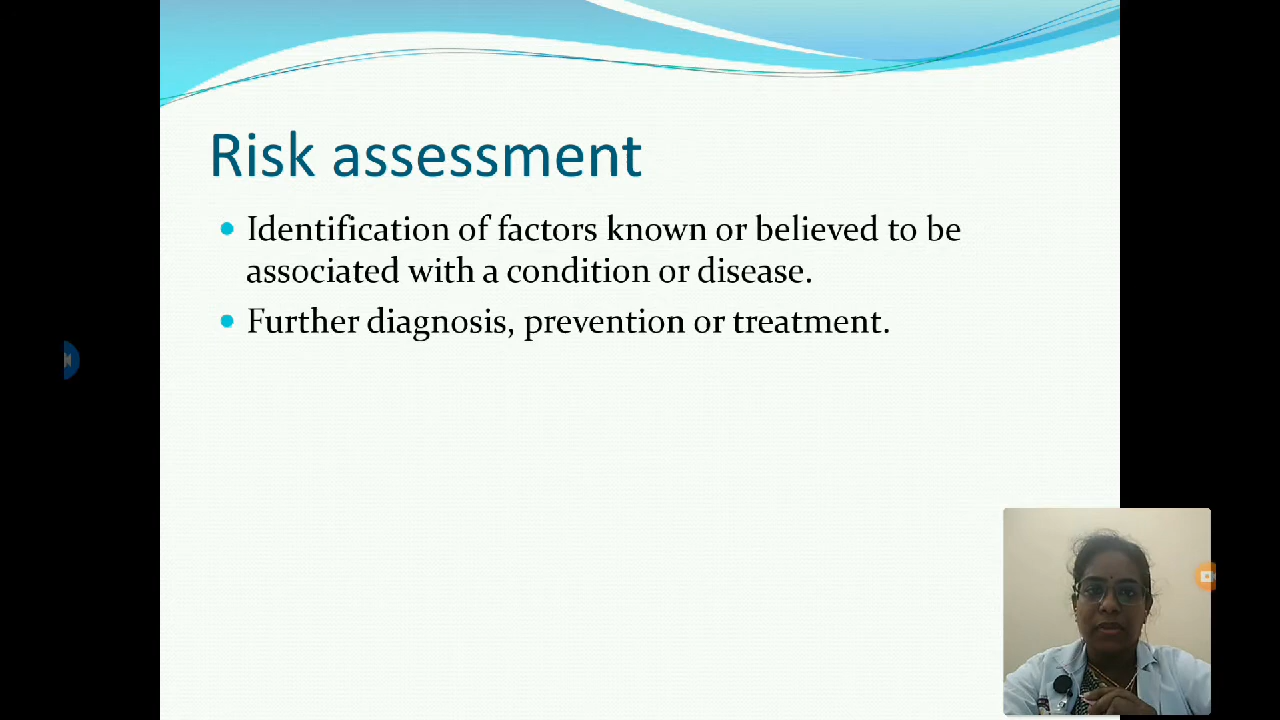 Risk assessment
Identification of factors known or believed to be
associated with a condition or disease.
Further diagnosis, prevention or treatment.